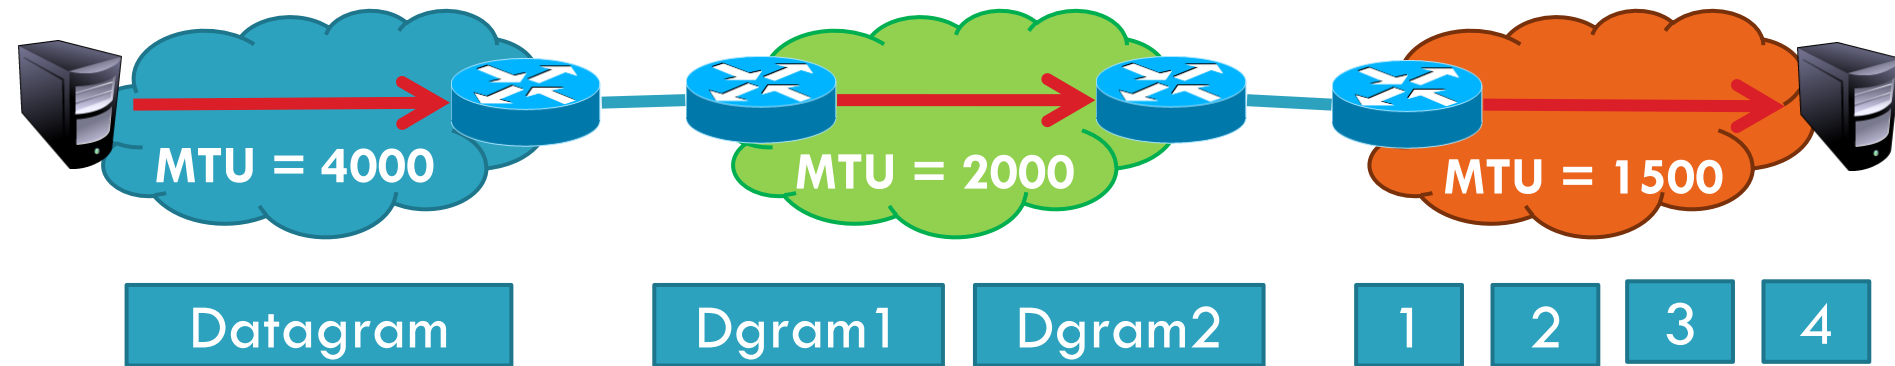 MTU = 4000
MTU = 2000
MTU = 1500
Datagram
Dgram1
Dgram2
1
2
3
4